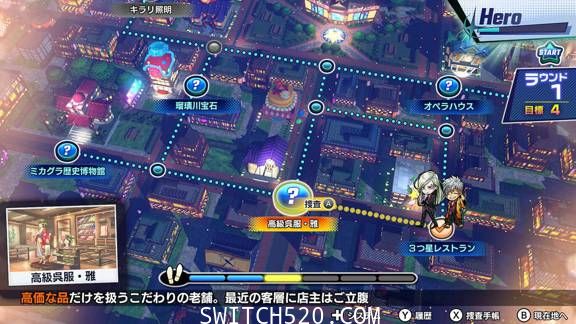 キラリ照明
Hero
START
ラウンド
1
目標 4
瑠璃川宝石
オペラハウス
ミカグラ歴史博物館
捜査 A
高級呉服・雅
3つ星レストラン
高級呉服・雅
高価な品だけを扱うこだわりの老舗。最近の客層に店主はご立腹
Y 履歴
X 捜査手帳
B 現在地へ
SWITCH520.COM